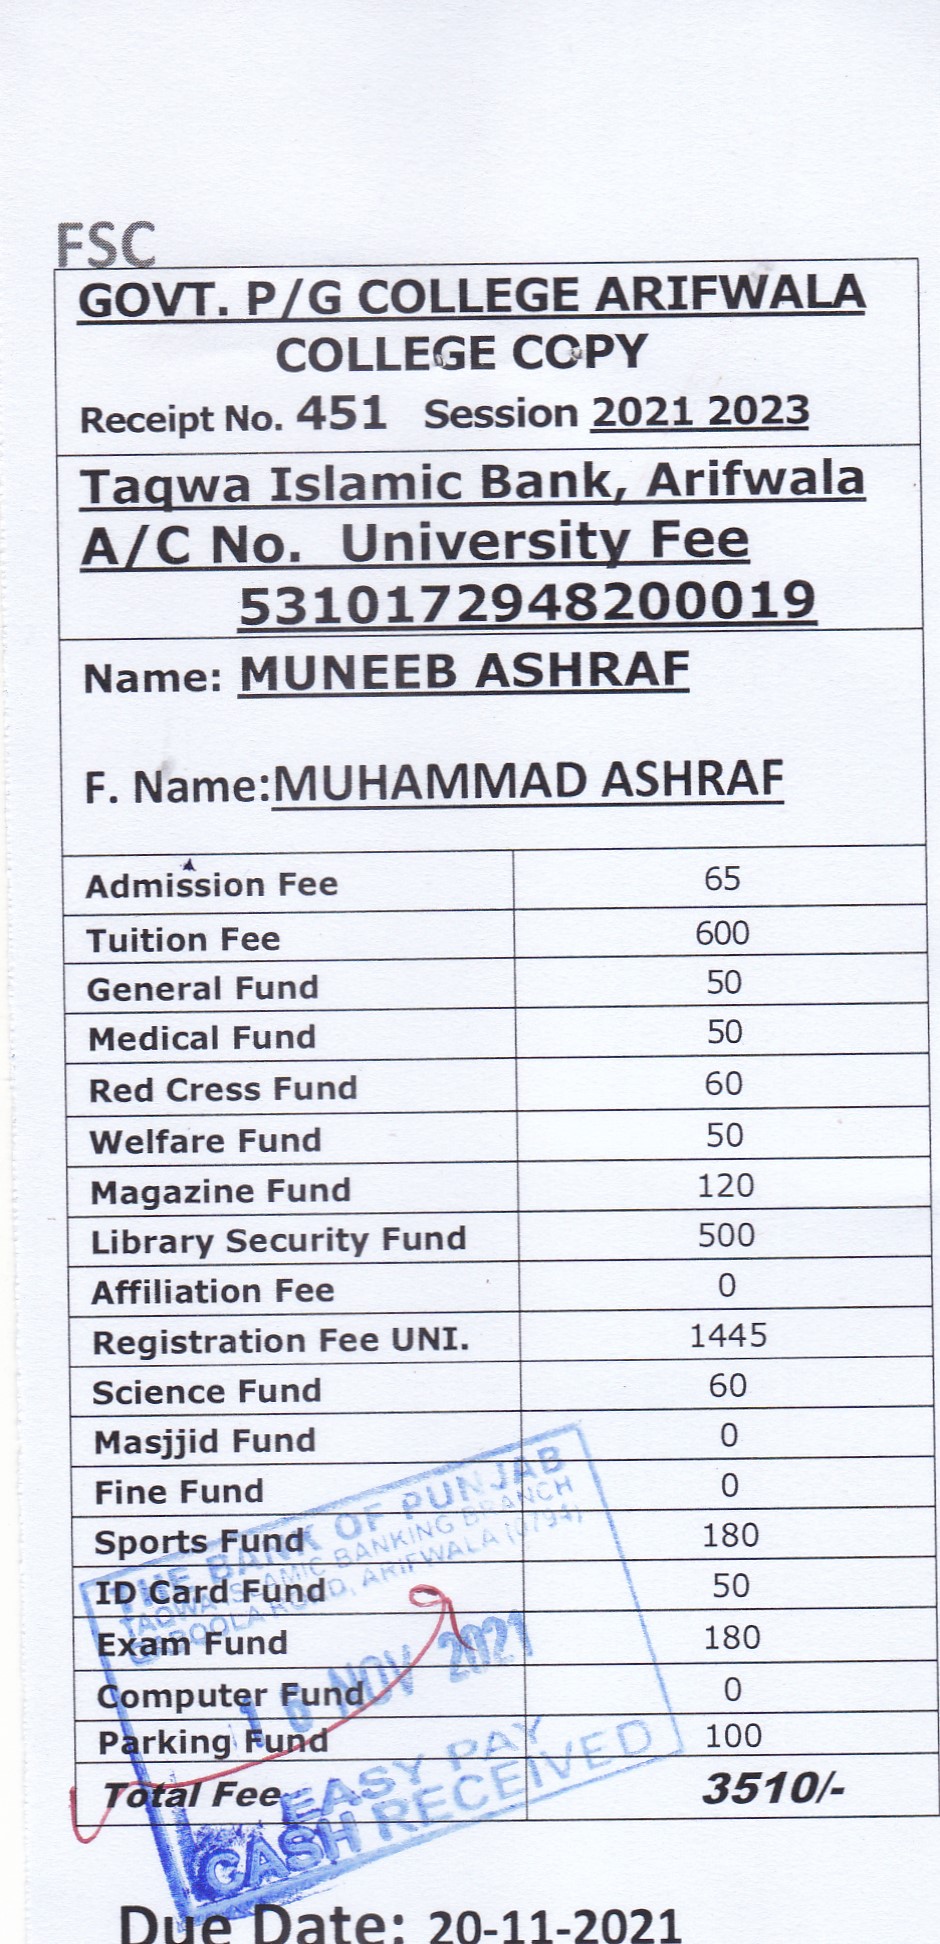 FSC
GOVT. P/G COLLEGE ARIFWALA
COLLEGE COPY
Receipt No. 451 Session 2021 2023
Taqwa Islamic Bank, Arifwala
A/C No. University Fee
5310172948200019
Name: MUNEEB ASHRAF
F. Name:MUHAMMAD ASHRAF
Admission Fee 65
Tuition Fee 600
General Fund 50
Medical Fund 50
Red Cress Fund 60
Welfare Fund 50
Magazine Fund 120
Library Security Fund 500
Affiliation Fee 0
Registration Fee UNI. 1445
Science Fund 60
Masjjid Fund 0
Fine Fund 0
Sports Fund 180
ID Card Fund 50
Exam Fund 180
Computer Fund 0
Parking Fund 100
Total Fee 3510/-
THE BANK OF PUNJAB
TAQWA ISLAMIC BANKING BRANCH
ROAD, ARIFWALA (0794)
16 NOV 2021
EASY PAY
CASH RECEIVED
Due Date: 20-11-2021